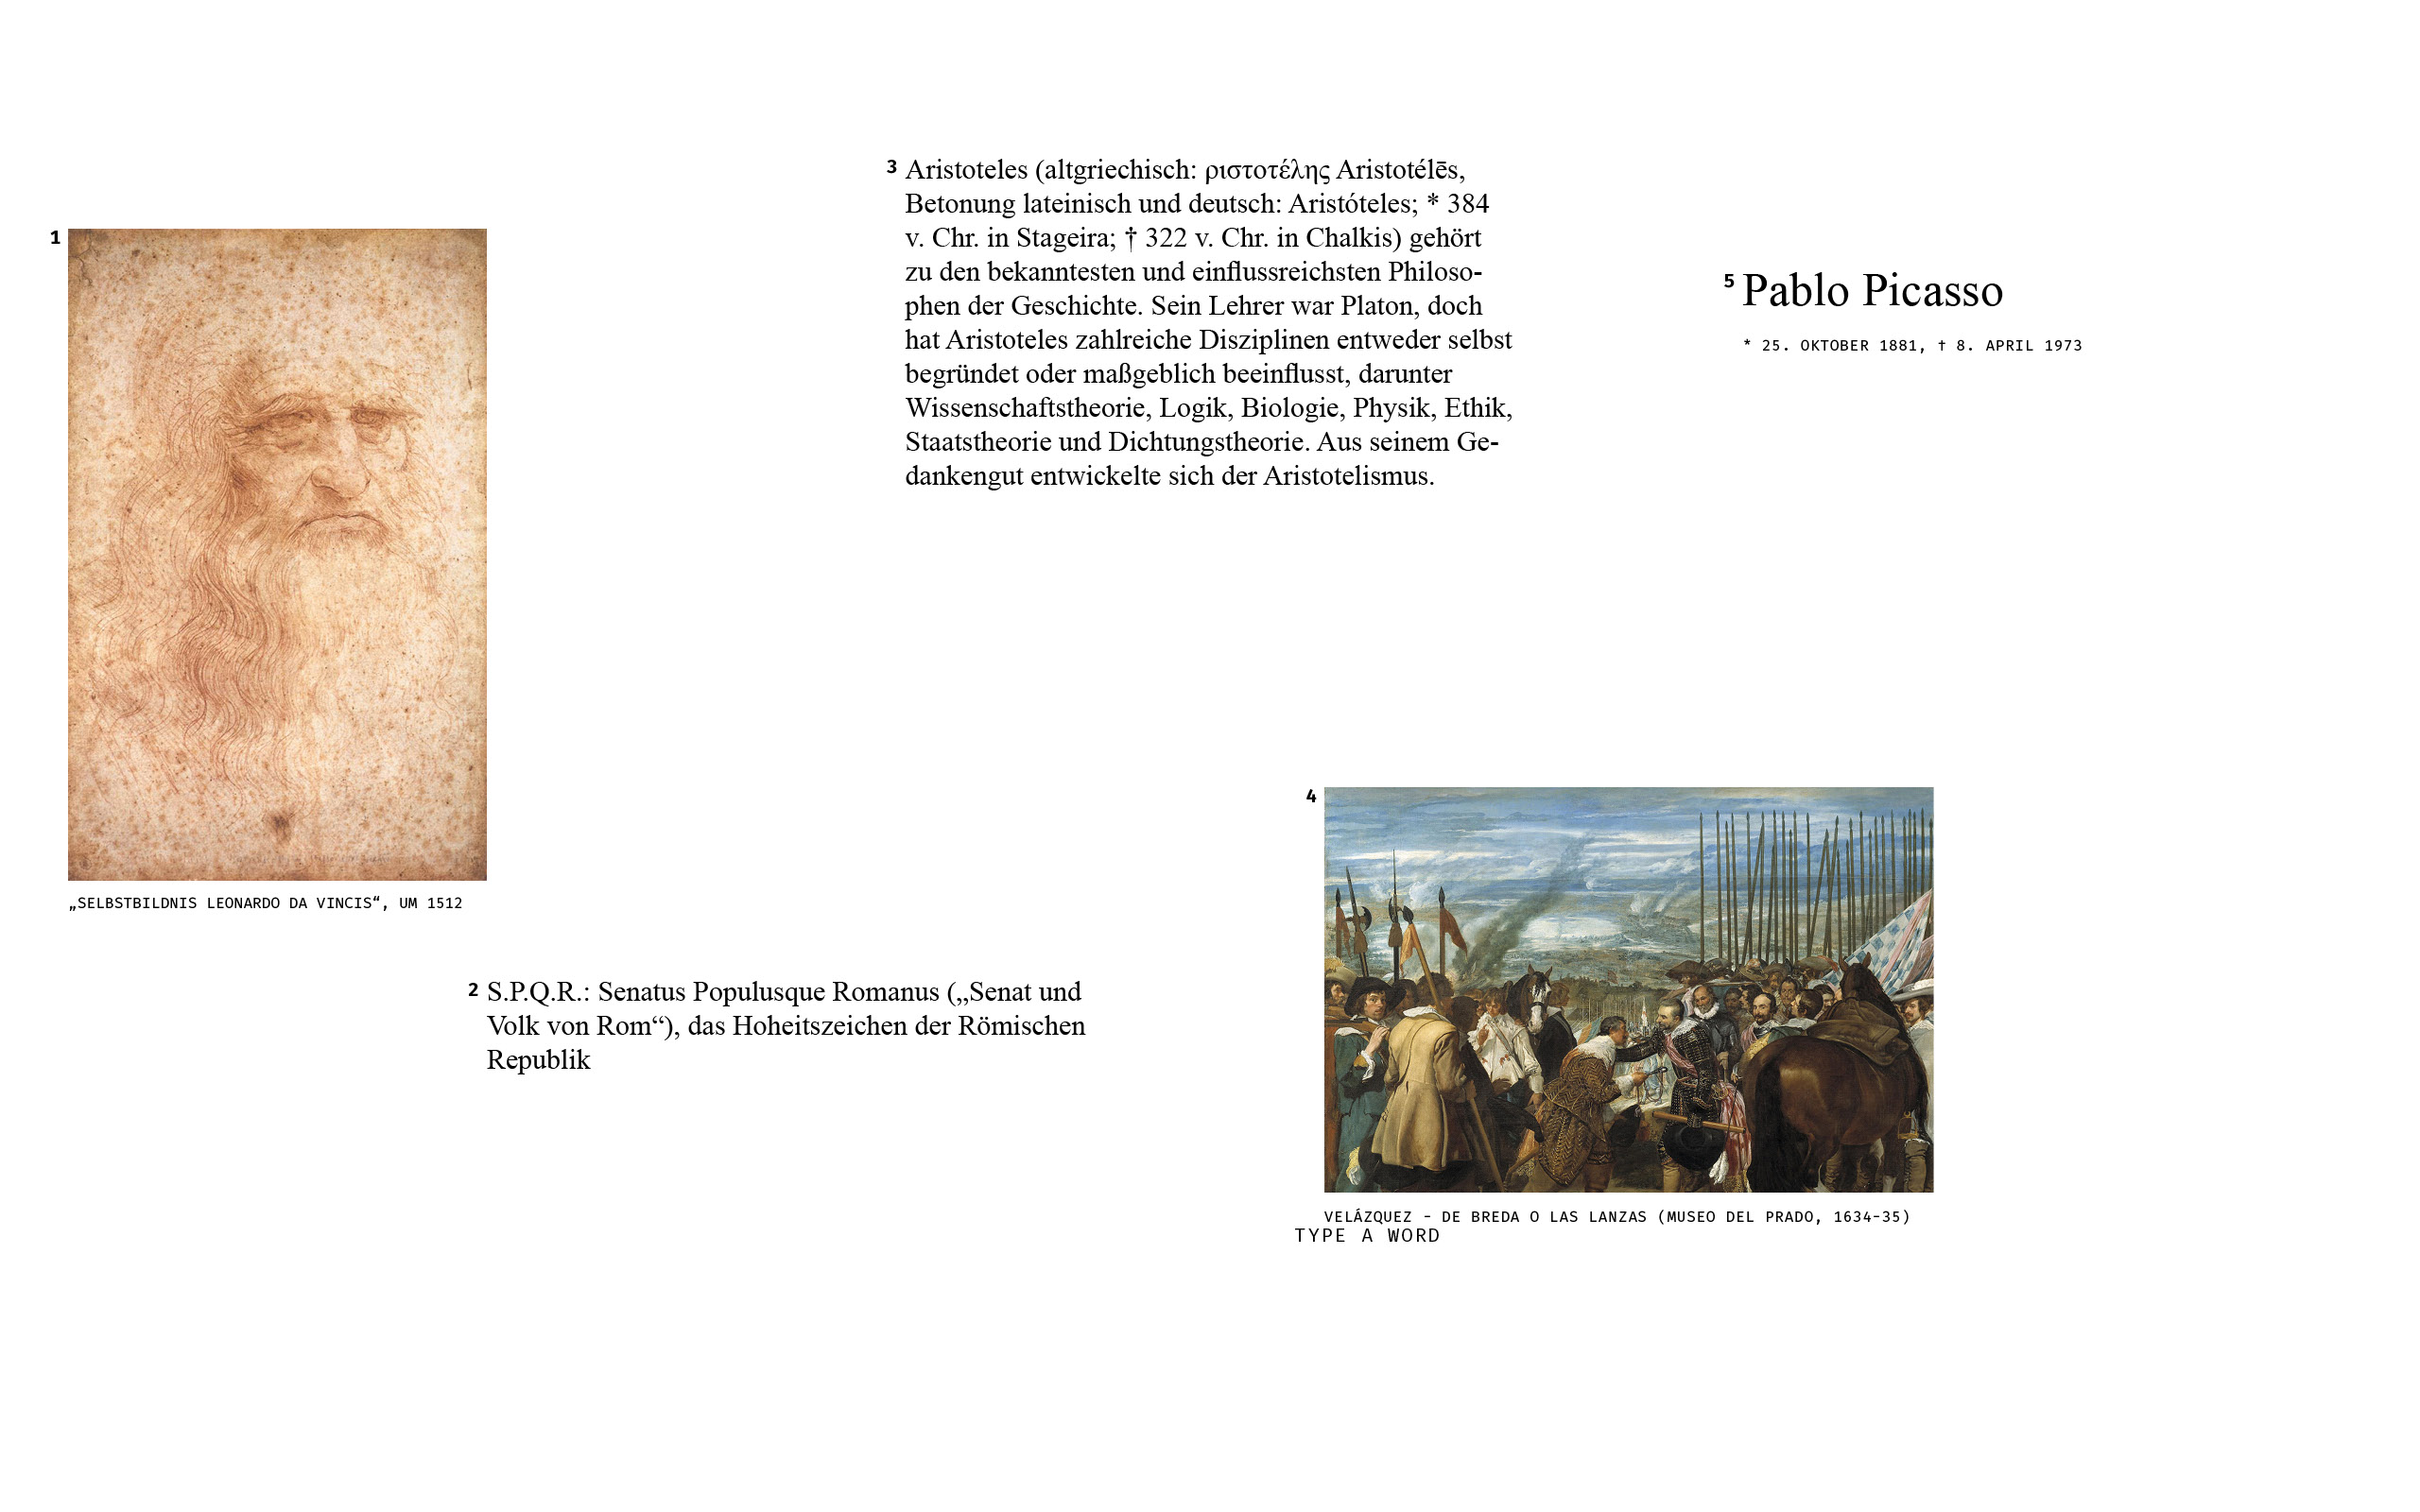 1
„SELBSTBILDNIS LEONARDO DA VINCIS“, UM 1512
2 S.P.Q.R.: Senatus Populusque Romanus („Senat und
Volk von Rom“), das Hoheitszeichen der Römischen
Republik
3 Aristoteles (altgriechisch: ριστοτέλης Aristotélēs,
Betonung lateinisch und deutsch: Aristóteles; * 384
v. Chr. in Stageira; † 322 v. Chr. in Chalkis) gehört
zu den bekanntesten und einflussreichsten Philoso-
phen der Geschichte. Sein Lehrer war Platon, doch
hat Aristoteles zahlreiche Disziplinen entweder selbst
begründet oder maßgeblich beeinflusst, darunter
Wissenschaftstheorie, Logik, Biologie, Physik, Ethik,
Staatstheorie und Dichtungstheorie. Aus seinem Ge-
dankengut entwickelte sich der Aristotelismus.
4
VELÁZQUEZ - DE BREDA O LAS LANZAS (MUSEO DEL PRADO, 1634-35)
TYPE A WORD
5 Pablo Picasso
* 25. OKTOBER 1881, † 8. APRIL 1973